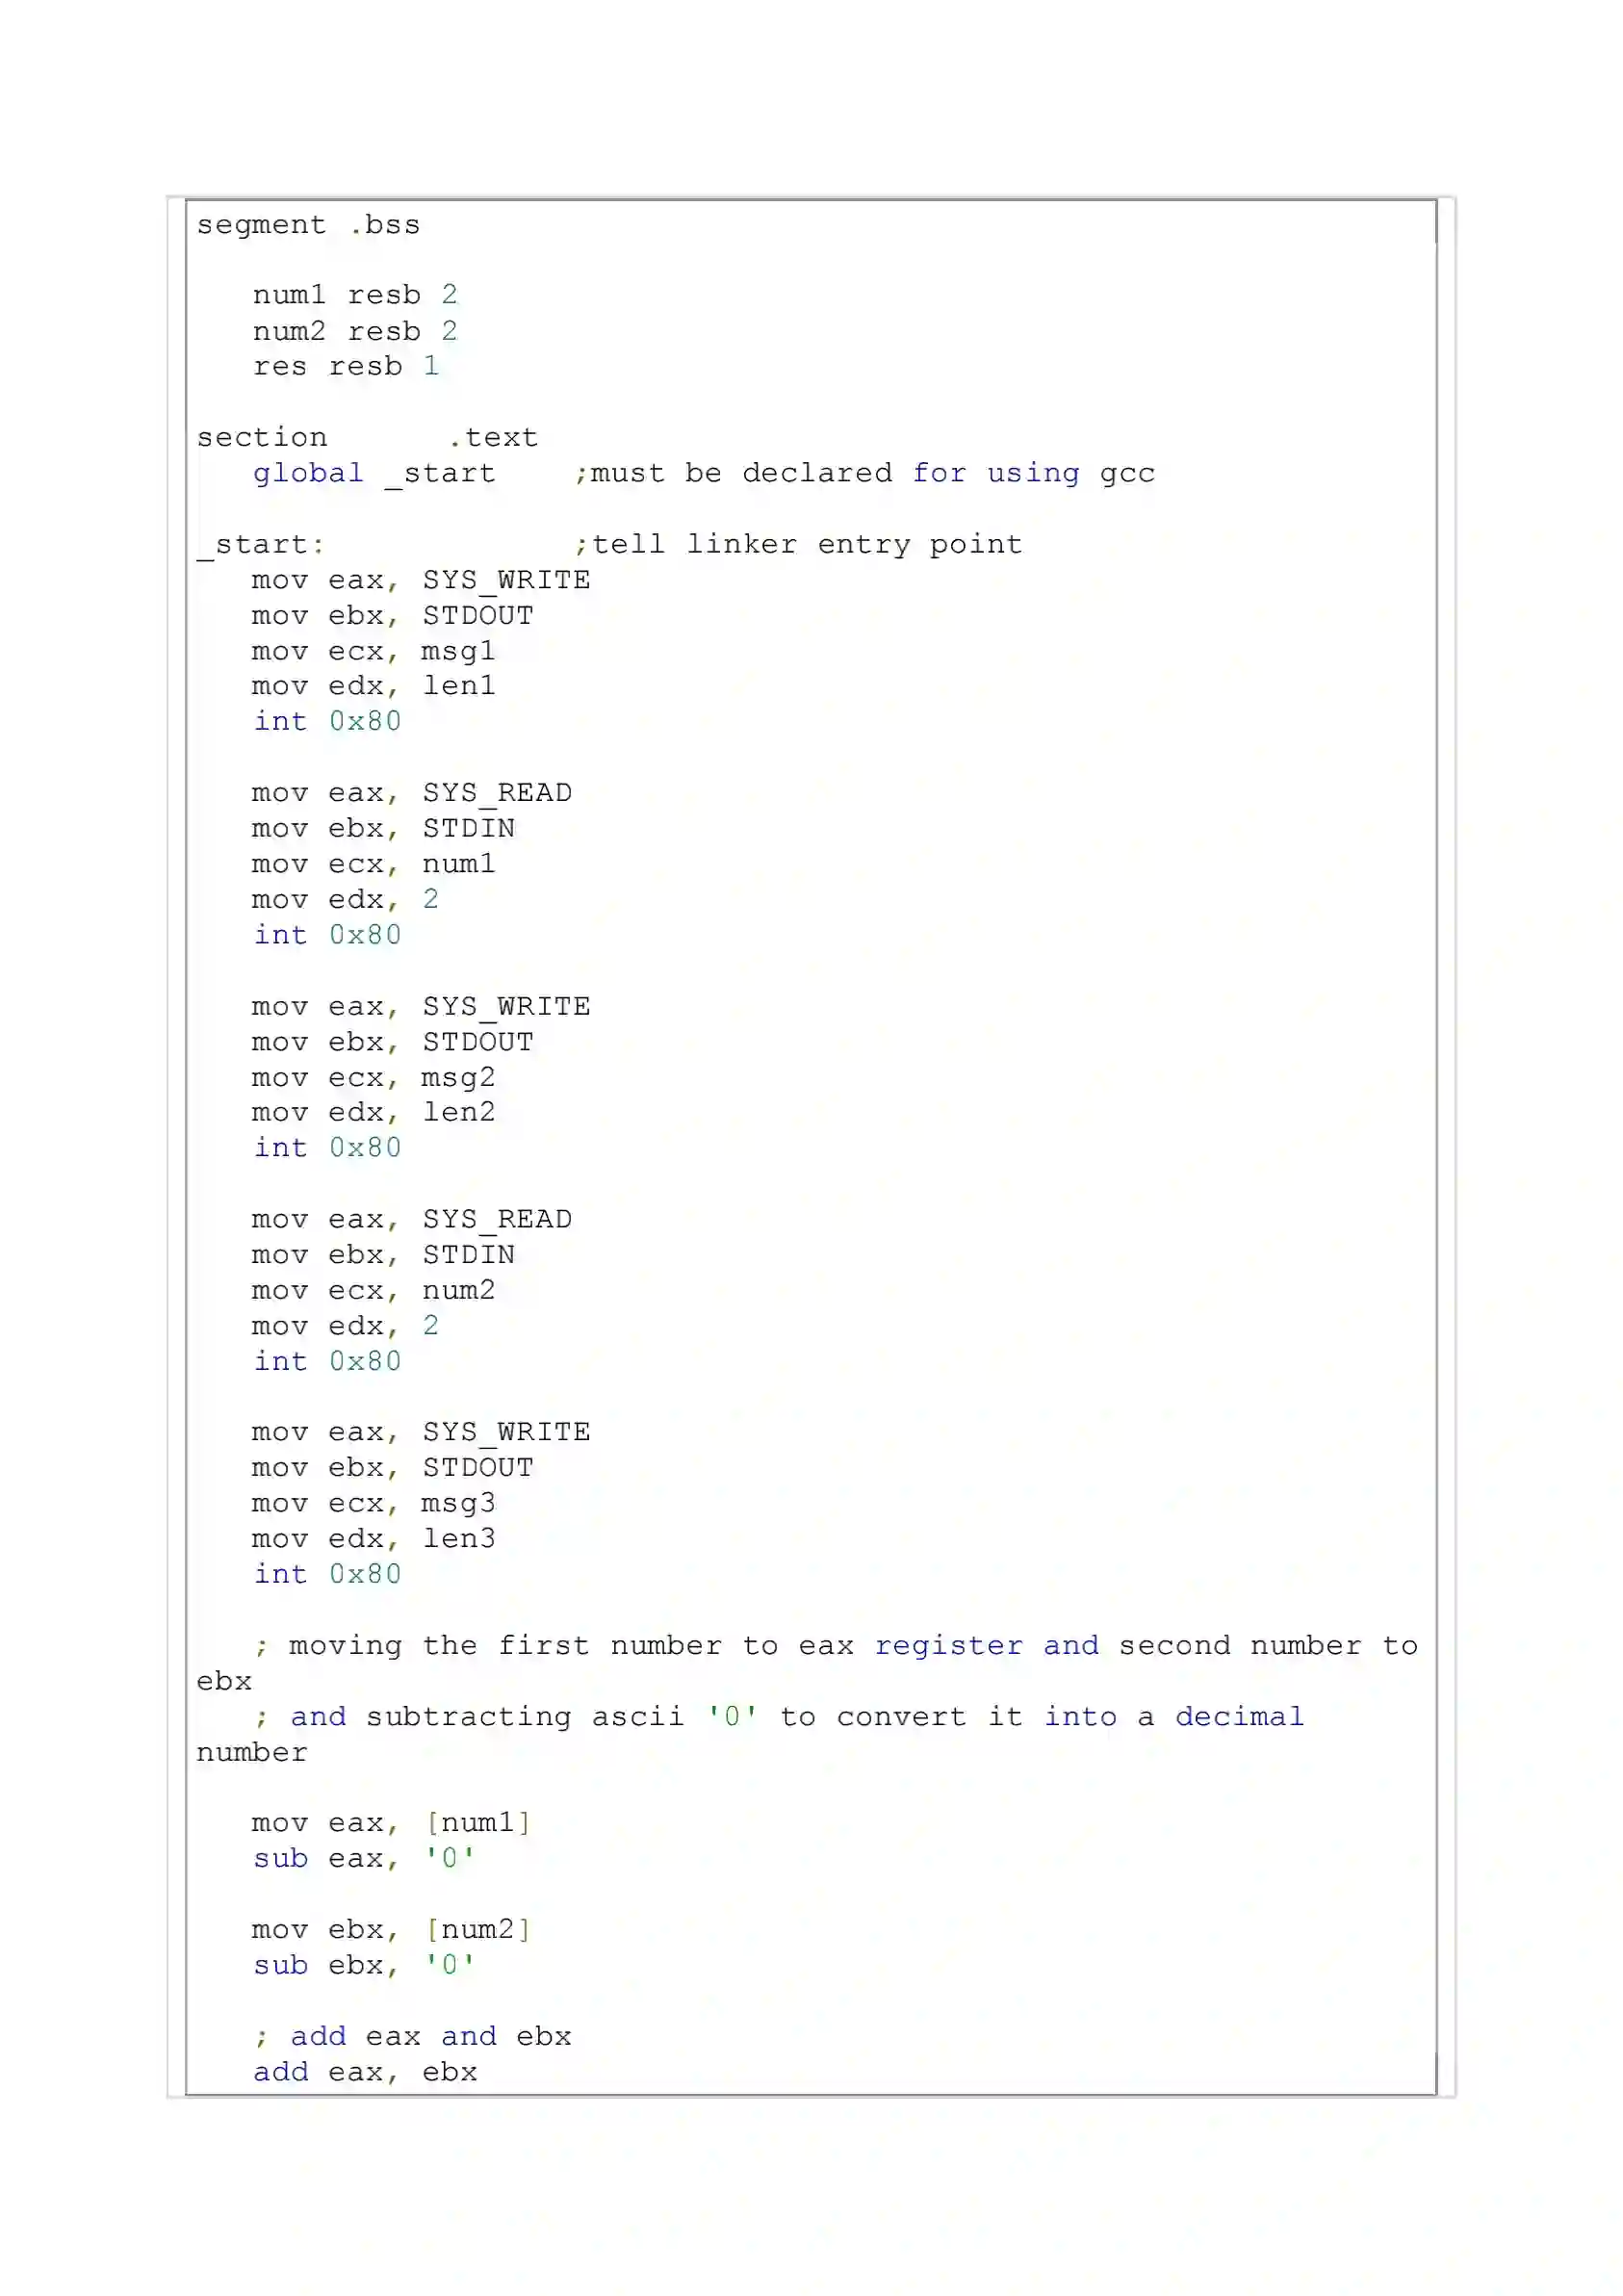 segment .bss
num1 resb 2
num2 resb 2
res resb 1
section .text
global _start ;must be declared for using gcc
_start: ;tell linker entry point
mov eax, SYS_WRITE
mov ebx, STDOUT
mov ecx, msg1
mov edx, len1
int 0x80
mov eax, SYS_READ
mov ebx, STDIN
mov ecx, num1
mov edx, 2
int 0x80
mov eax, SYS_WRITE
mov ebx, STDOUT
mov ecx, msg2
mov edx, len2
int 0x80
mov eax, SYS_READ
mov ebx, STDIN
mov ecx, num2
mov edx, 2
int 0x80
mov eax, SYS_WRITE
mov ebx, STDOUT
mov ecx, msg3
mov edx, len3
int 0x80
; moving the first number to eax register and second number to
ebx
; and subtracting ascii '0' to convert it into a decimal
number
mov eax, [num1]
sub eax, '0'
mov ebx, [num2]
sub ebx, '0'
; add eax and ebx
add eax, ebx